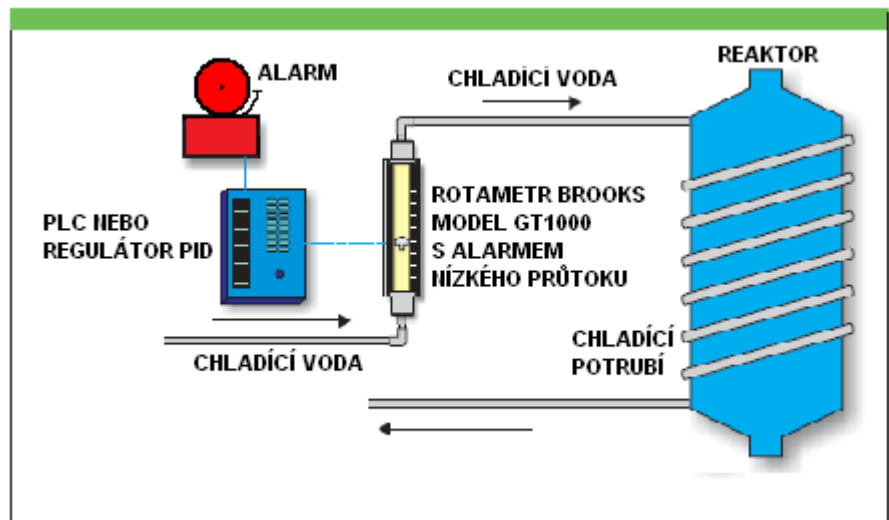 REAKTOR
ALARM
CHLADÍCÍ VODA
PLC NEBO
REGULÁTOR PID
ROTAMETR BROOKS
MODEL GT1000
S ALARMEM
NÍZKÉHO PRŮTOKU
CHLADÍCÍ VODA
CHLADÍCÍ
POTRUBÍ